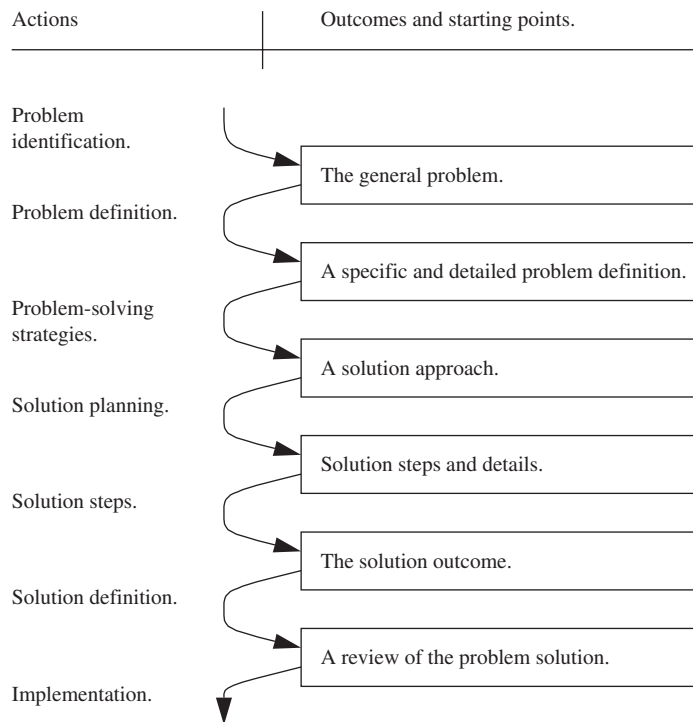 Actions
Outcomes and starting points.
Problem
identification.
The general problem.
Problem definition.
A specific and detailed problem definition.
Problem-solving
strategies.
A solution approach.
Solution planning.
Solution steps and details.
Solution steps.
The solution outcome.
Solution definition.
A review of the problem solution.
Implementation.